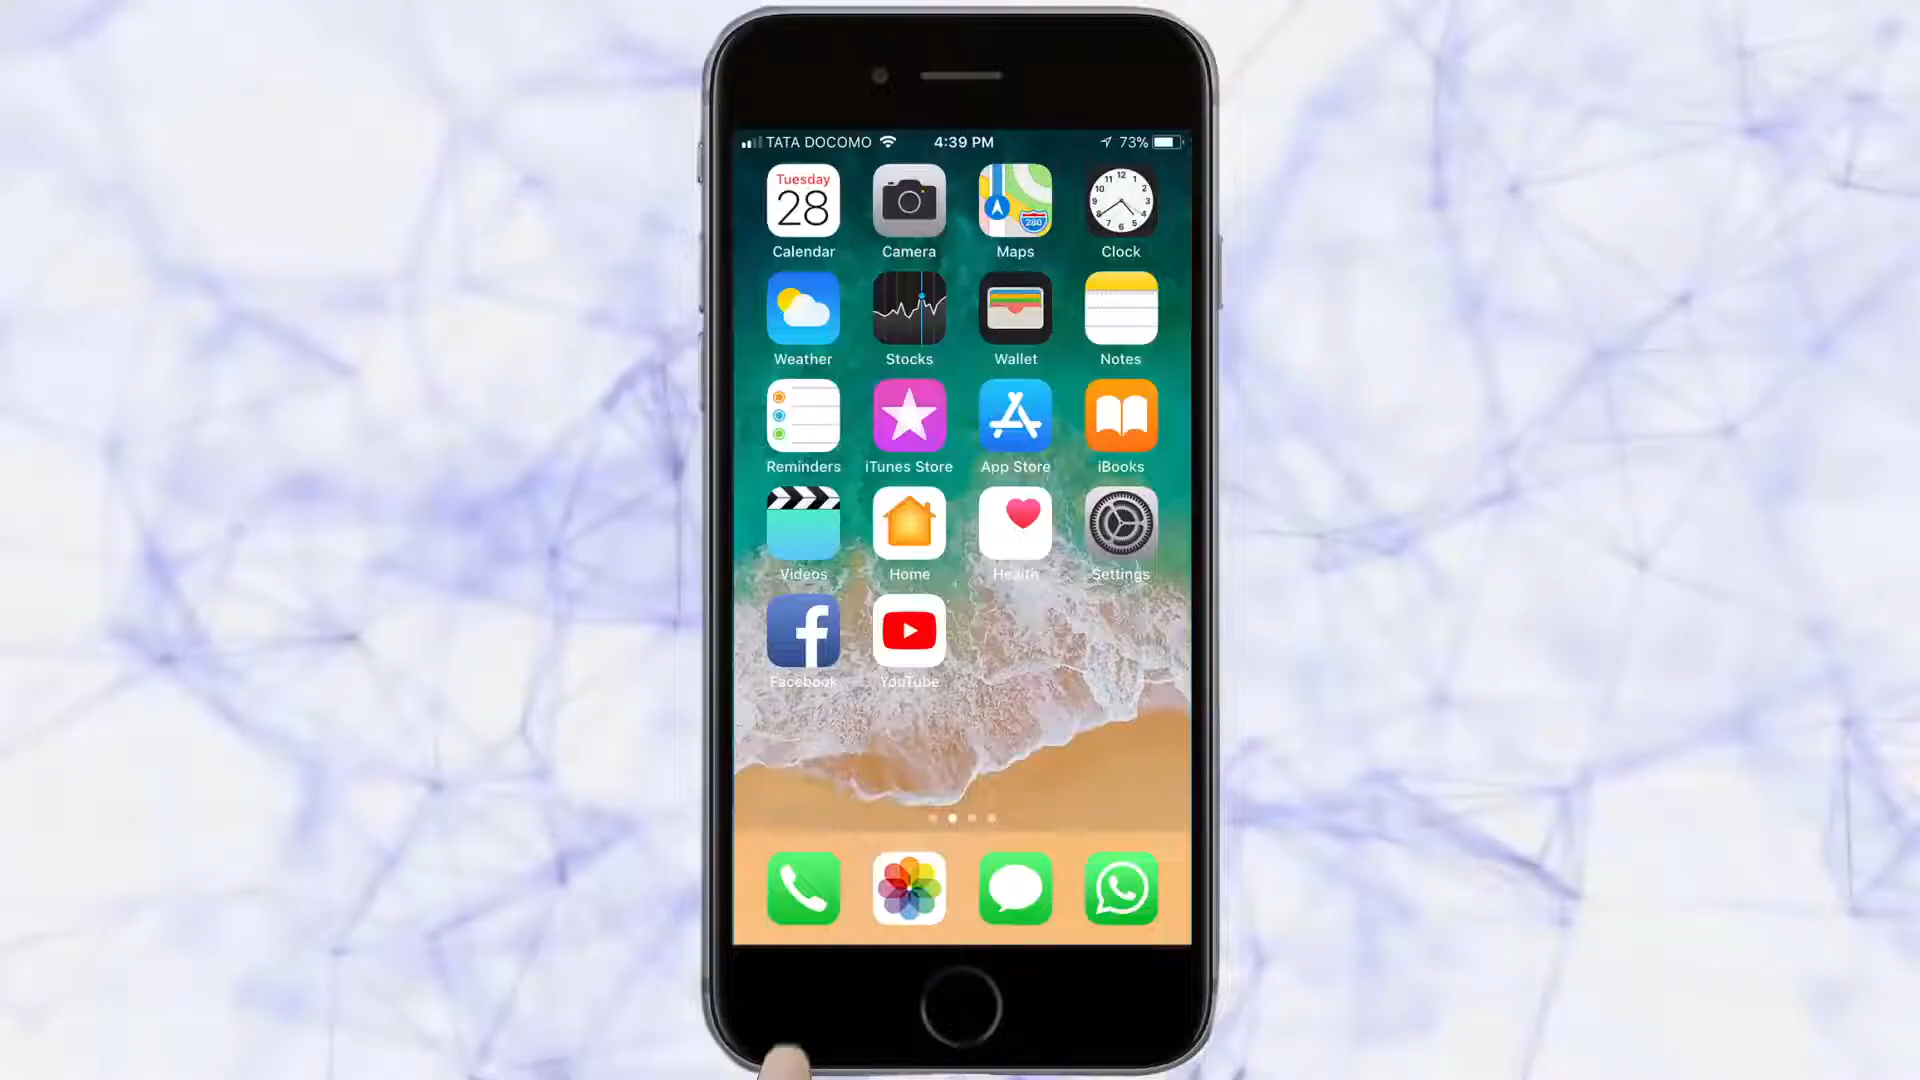 TATA DOCOMO 4:39 PM 73%
Tuesday
28
280
Calendar Camera Maps Clock
Weather Stocks Wallet Notes
Reminders iTunes Store App Store iBooks
Videos Home Health Settings
Facebook YouTube